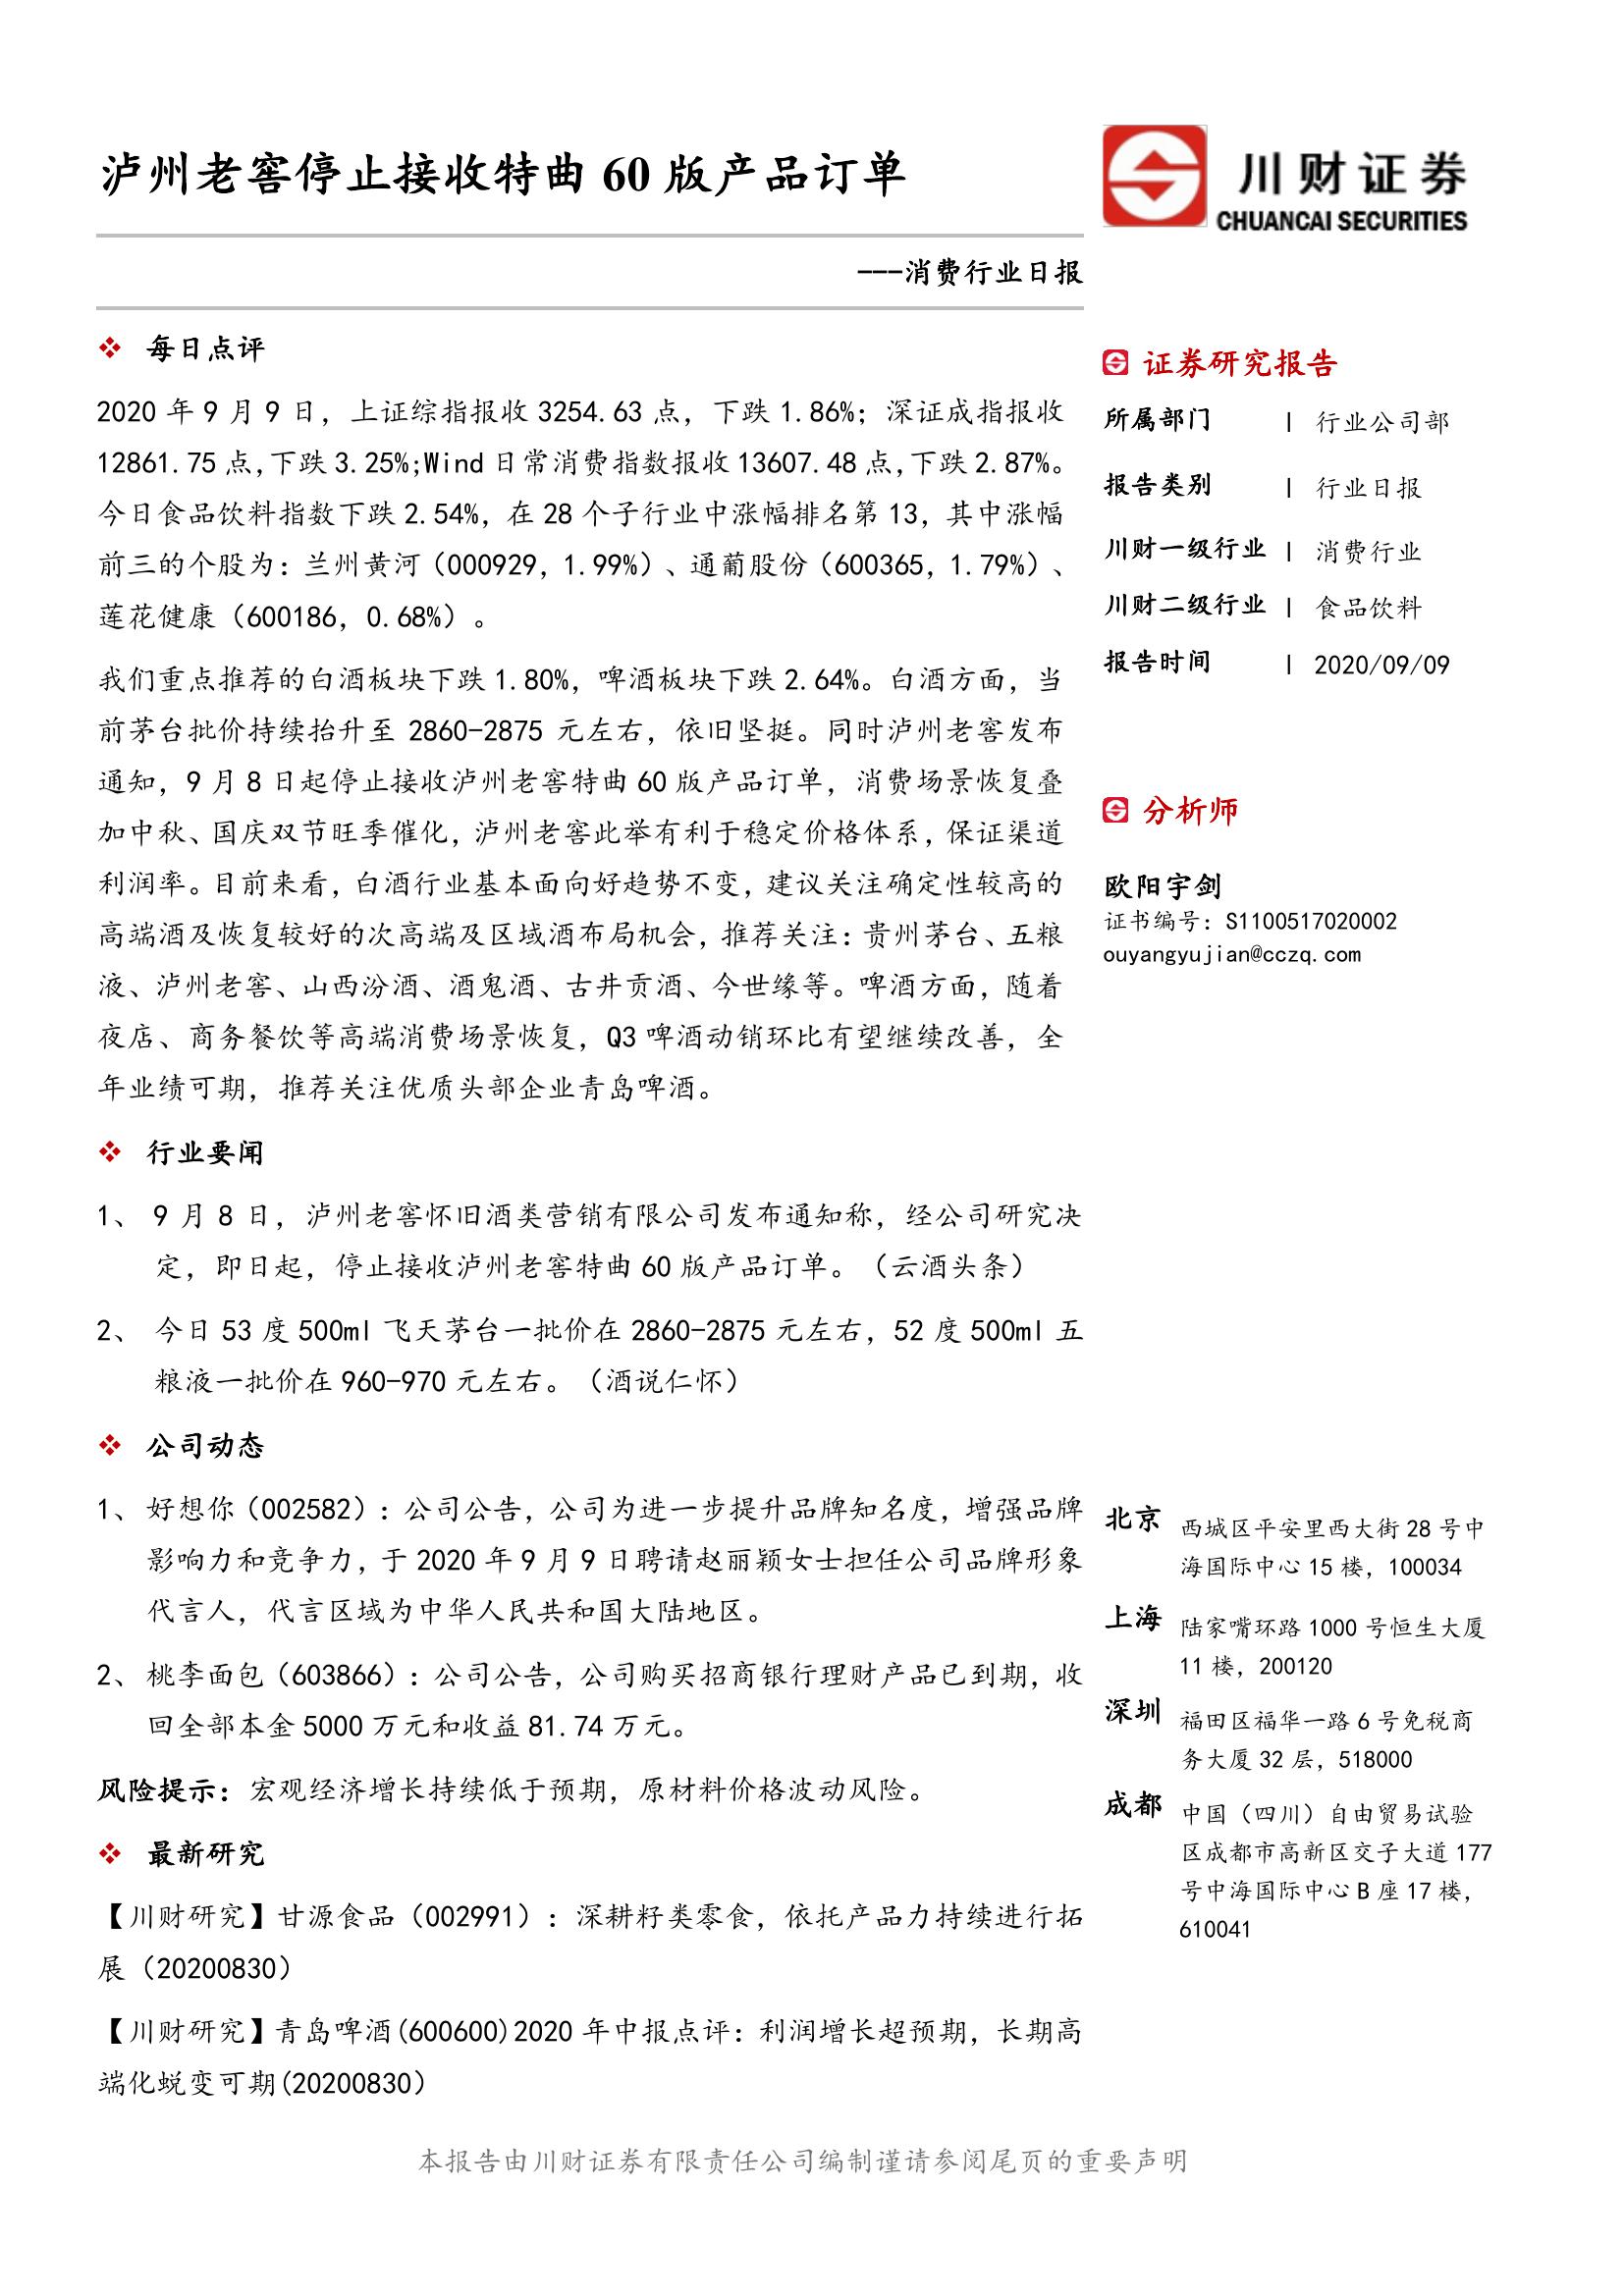 泸州老窖停止接收特曲 60 版产品订单
川财证券
CHUANCAI SECURITIES
---消费行业日报
❖ 每日点评
2020 年 9 月 9 日，上证综指报收 3254.63 点，下跌 1.86%；深证成指报收
12861.75 点,下跌 3.25%;Wind 日常消费指数报收 13607.48 点,下跌 2.87%。
今日食品饮料指数下跌 2.54%，在 28 个子行业中涨幅排名第 13，其中涨幅
前三的个股为：兰州黄河（000929，1.99%）、通葡股份（600365，1.79%）、
莲花健康（600186，0.68%）。
我们重点推荐的白酒板块下跌 1.80%，啤酒板块下跌 2.64%。白酒方面，当
前茅台批价持续抬升至 2860-2875 元左右，依旧坚挺。同时泸州老窖发布
通知，9 月 8 日起停止接收泸州老窖特曲 60 版产品订单，消费场景恢复叠
加中秋、国庆双节旺季催化，泸州老窖此举有利于稳定价格体系，保证渠道
利润率。目前来看，白酒行业基本面向好趋势不变，建议关注确定性较高的
高端酒及恢复较好的次高端及区域酒布局机会，推荐关注：贵州茅台、五粮
液、泸州老窖、山西汾酒、酒鬼酒、古井贡酒、今世缘等。啤酒方面，随着
夜店、商务餐饮等高端消费场景恢复，Q3 啤酒动销环比有望继续改善，全
年业绩可期，推荐关注优质头部企业青岛啤酒。
❖ 行业要闻
1、 9 月 8 日，泸州老窖怀旧酒类营销有限公司发布通知称，经公司研究决
定，即日起，停止接收泸州老窖特曲 60 版产品订单。（云酒头条）
2、 今日 53 度 500ml 飞天茅台一批价在 2860-2875 元左右，52 度 500ml 五
粮液一批价在 960-970 元左右。（酒说仁怀）
❖ 公司动态
1、 好想你（002582）：公司公告，公司为进一步提升品牌知名度，增强品牌
影响力和竞争力，于 2020 年 9 月 9 日聘请赵丽颖女士担任公司品牌形象
代言人，代言区域为中华人民共和国大陆地区。
2、 桃李面包（603866）：公司公告，公司购买招商银行理财产品已到期，收
回全部本金 5000 万元和收益 81.74 万元。
风险提示：宏观经济增长持续低于预期，原材料价格波动风险。
❖ 最新研究
【川财研究】甘源食品（002991）：深耕籽类零食，依托产品力持续进行拓
展（20200830）
【川财研究】青岛啤酒(600600)2020 年中报点评：利润增长超预期，长期高
端化蜕变可期(20200830）
证券研究报告
所属部门 | 行业公司部
报告类别 | 行业日报
川财一级行业 | 消费行业
川财二级行业 | 食品饮料
报告时间 | 2020/09/09
分析师
欧阳宇剑
证书编号：S1100517020002
ouyangyujian@cczq.com
北京 西城区平安里西大街 28 号中
海国际中心 15 楼，100034
上海 陆家嘴环路 1000 号恒生大厦
11 楼，200120
深圳 福田区福华一路 6 号免税商
务大厦 32 层，518000
成都 中国（四川）自由贸易试验
区成都市高新区交子大道 177
号中海国际中心 B 座 17 楼，
610041
本报告由川财证券有限责任公司编制谨请参阅尾页的重要声明